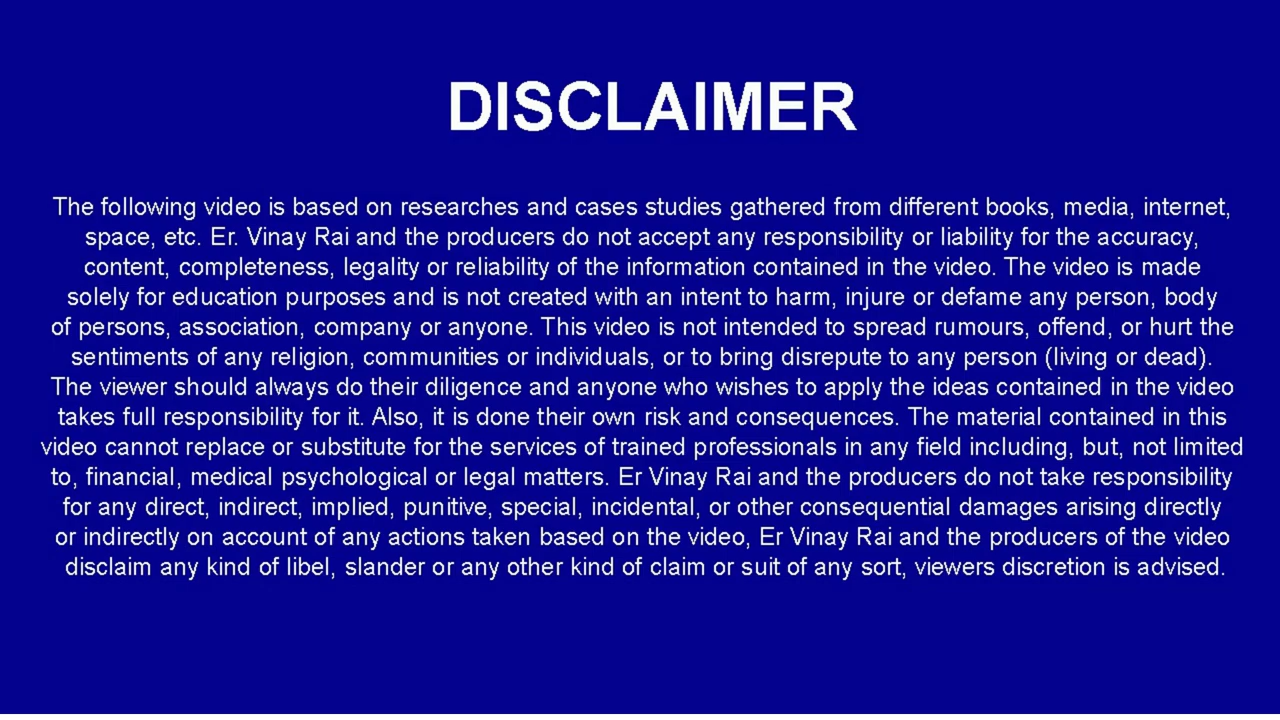 DISCLAIMER
The following video is based on researches and cases studies gathered from different books, media, internet,
space, etc. Er. Vinay Rai and the producers do not accept any responsibility or liability for the accuracy,
content, completeness, legality or reliability of the information contained in the video. The video is made
solely for education purposes and is not created with an intent to harm, injure or defame any person, body
of persons, association, company or anyone. This video is not intended to spread rumours, offend, or hurt the
sentiments of any religion, communities or individuals, or to bring disrepute to any person (living or dead).
The viewer should always do their diligence and anyone who wishes to apply the ideas contained in the video
takes full responsibility for it. Also, it is done their own risk and consequences. The material contained in this
video cannot replace or substitute for the services of trained professionals in any field including, but, not limited
to, financial, medical psychological or legal matters. Er Vinay Rai and the producers do not take responsibility
for any direct, indirect, implied, punitive, special, incidental, or other consequential damages arising directly
or indirectly on account of any actions taken based on the video, Er Vinay Rai and the producers of the video
disclaim any kind of libel, slander or any other kind of claim or suit of any sort, viewers discretion is advised.